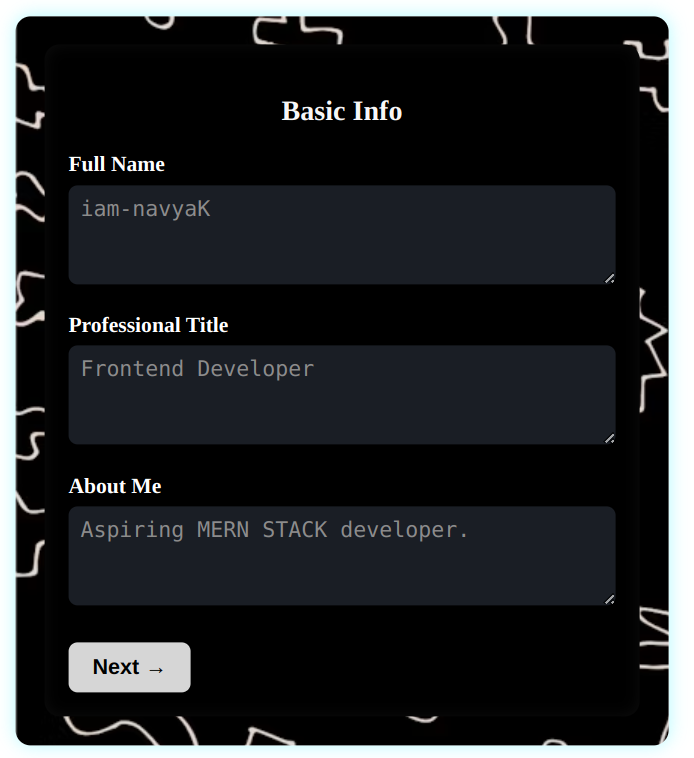 Basic Info
Full Name
iam-navyaK
Professional Title
Frontend Developer
About Me
Aspiring MERN STACK developer.
Next →